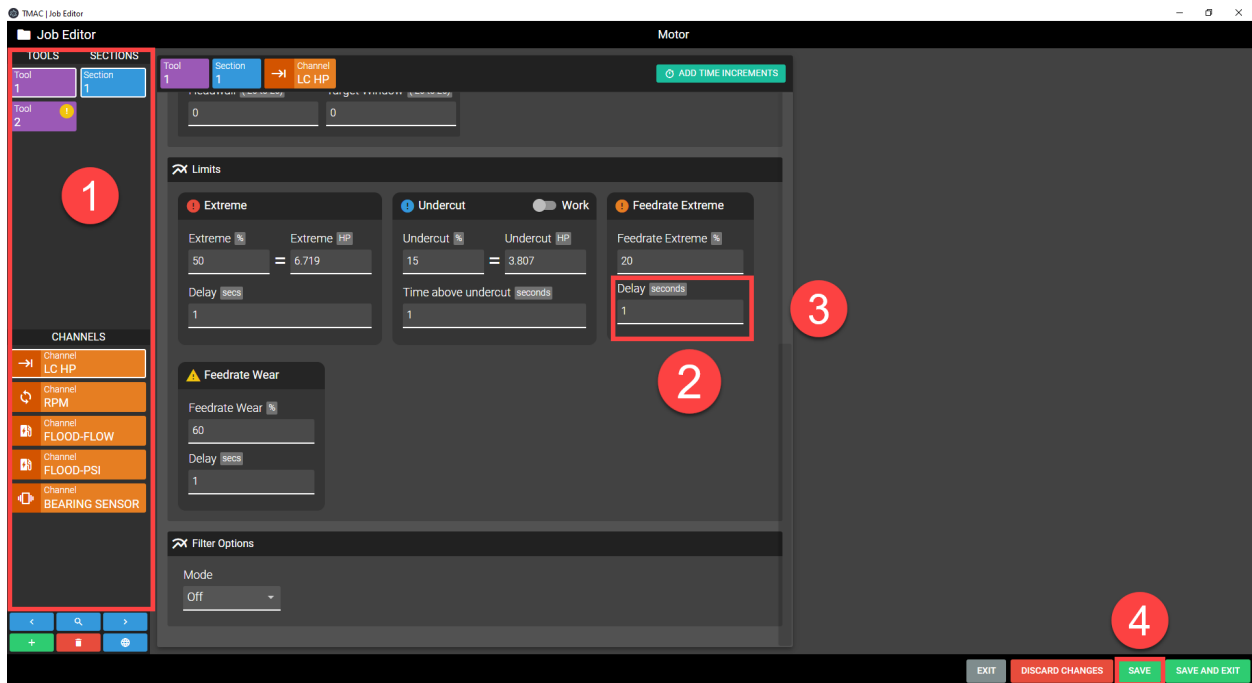 TMAC | Job Editor
Job Editor
Motor
TOOLS SECTIONS
Tool
1
Section
1
Tool
2
1
CHANNELS
Channel
LC HP
Channel
RPM
Channel
FLOOD-FLOW
Channel
FLOOD-PSI
Channel
BEARING SENSOR
Tool
1
Section
1
Channel
LC HP
ADD TIME INCREMENTS
0 0
Limits
Extreme
Extreme % Extreme HP
50 = 6.719
Delay secs
1
Undercut Work
Undercut % Undercut HP
15 = 3.807
Time above undercut seconds
1
Feedrate Extreme
Feedrate Extreme %
20
Delay seconds
1
3
2
Feedrate Wear
Feedrate Wear %
60
Delay secs
1
Filter Options
Mode
Off
4
EXIT DISCARD CHANGES SAVE SAVE AND EXIT